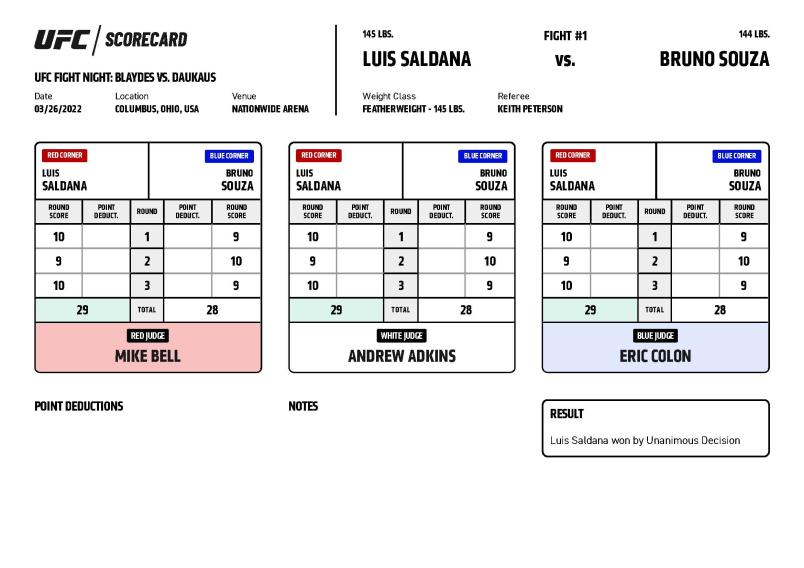 UFC / SCORECARD
UFC FIGHT NIGHT: BLAYDES VS. DAUKAUS
Date Location Venue
03/26/2022 COLUMBUS, OHIO, USA NATIONWIDE ARENA
145 LBS. FIGHT #1 144 LBS.
LUIS SALDANA VS. BRUNO SOUZA
Weight Class Referee
FEATHERWEIGHT - 145 LBS. KEITH PETERSON
RED CORNER BLUE CORNER
LUIS BRUNO
SALDANA SOUZA
ROUND SCORE POINT DEDUCT. ROUND POINT DEDUCT. ROUND SCORE
10 1 9
9 2 10
10 3 9
29 TOTAL 28
RED JUDGE
MIKE BELL
RED CORNER BLUE CORNER
LUIS BRUNO
SALDANA SOUZA
ROUND SCORE POINT DEDUCT. ROUND POINT DEDUCT. ROUND SCORE
10 1 9
9 2 10
10 3 9
29 TOTAL 28
WHITE JUDGE
ANDREW ADKINS
RED CORNER BLUE CORNER
LUIS BRUNO
SALDANA SOUZA
ROUND SCORE POINT DEDUCT. ROUND POINT DEDUCT. ROUND SCORE
10 1 9
9 2 10
10 3 9
29 TOTAL 28
BLUE JUDGE
ERIC COLON
POINT DEDUCTIONS
NOTES
RESULT
Luis Saldana won by Unanimous Decision